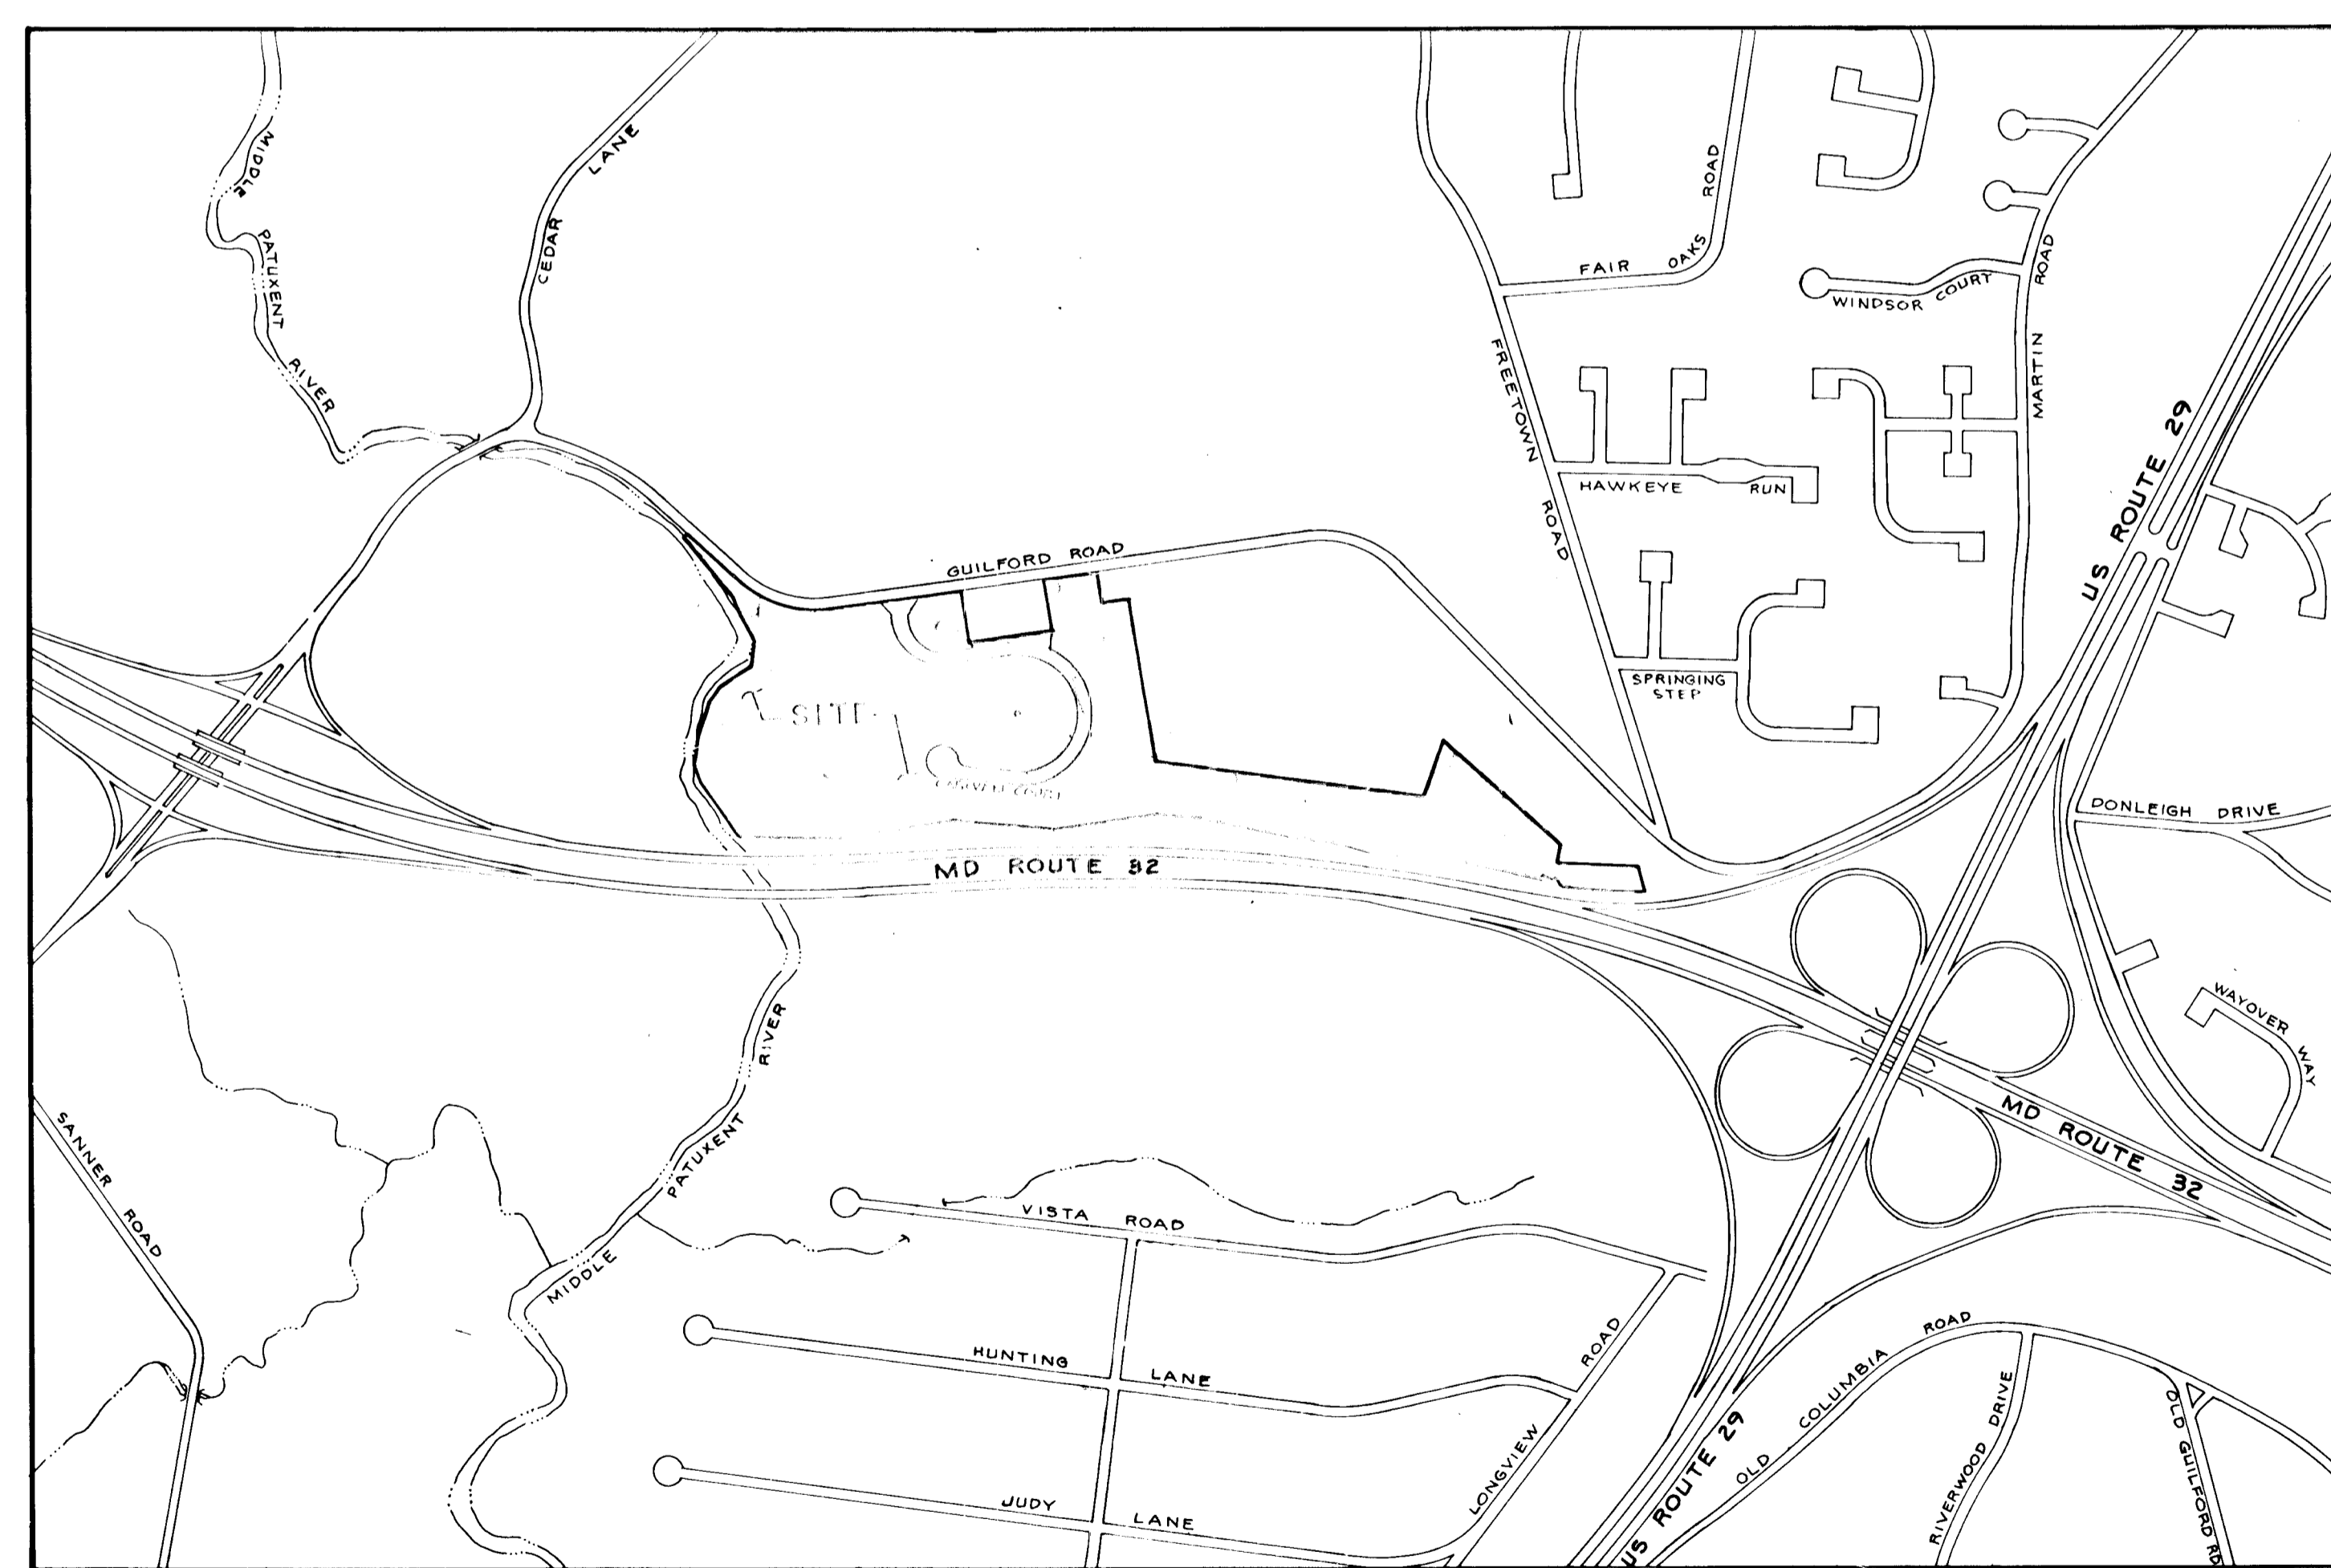 MIDDLE
PATUXENT
RIVER
CEDAR LANE
FAIR OAKS ROAD
WINDSOR COURT
MARTIN ROAD
FREETOWN ROAD
HAWKEYE RUN
US ROUTE 29
GUILFORD ROAD
SPRINGING
STEP
SITE
DONLEIGH DRIVE
MD ROUTE 32
WAYOVER WAY
MD ROUTE 32
SANNER ROAD
MIDDLE PATUXENT RIVER
VISTA ROAD
HUNTING LANE
JUDY LANE
LONGVIEW ROAD
US ROUTE 29
OLD COLUMBIA ROAD
RIVERWOOD DRIVE
OLD GUILFORD RD